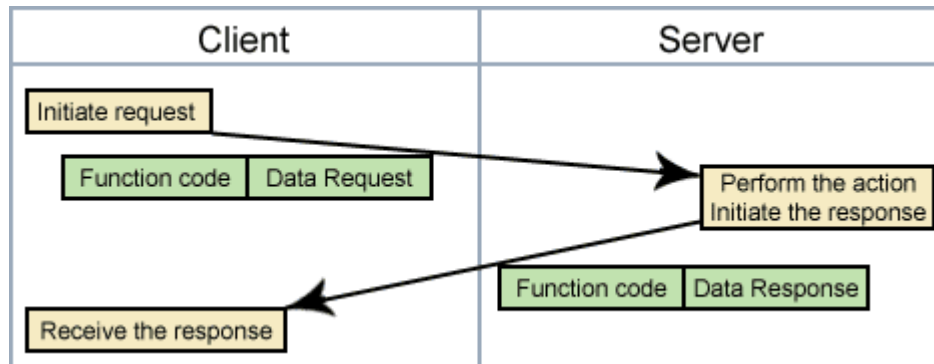 Client
Server
Initiate request
Function code
Data Request
Perform the action
Initiate the response
Function code
Data Response
Receive the response